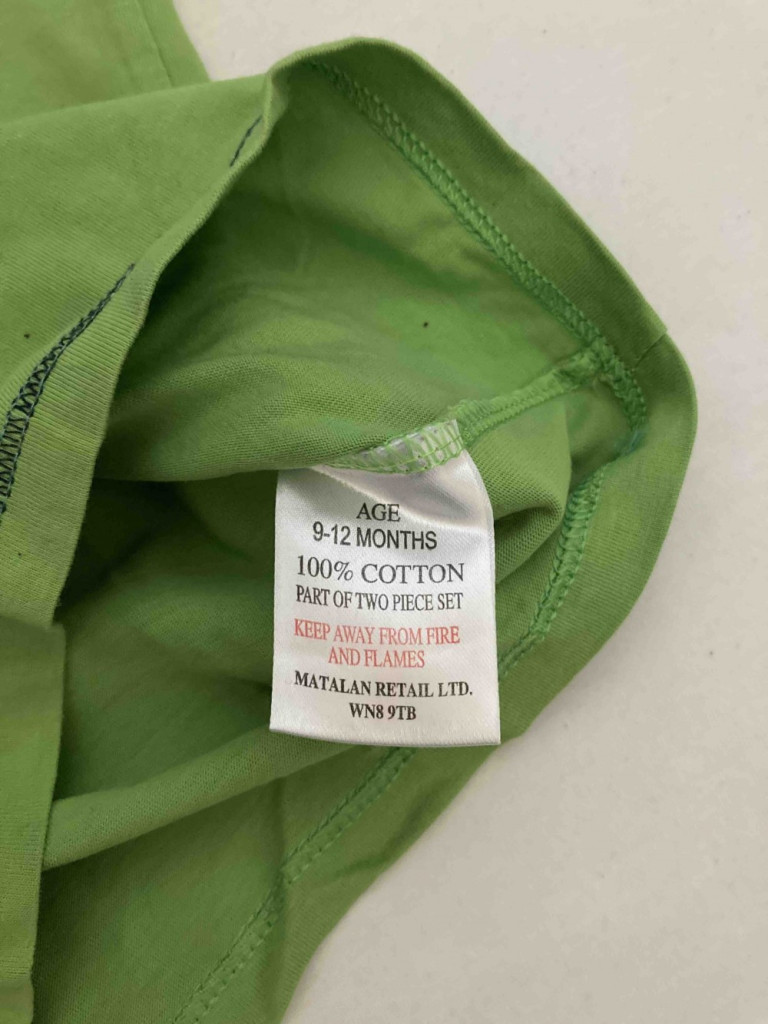 AGE
9-12 MONTHS
100% COTTON
PART OF TWO PIECE SET
KEEP AWAY FROM FIRE
AND FLAMES
MATALAN RETAIL LTD.
WN8 9TB